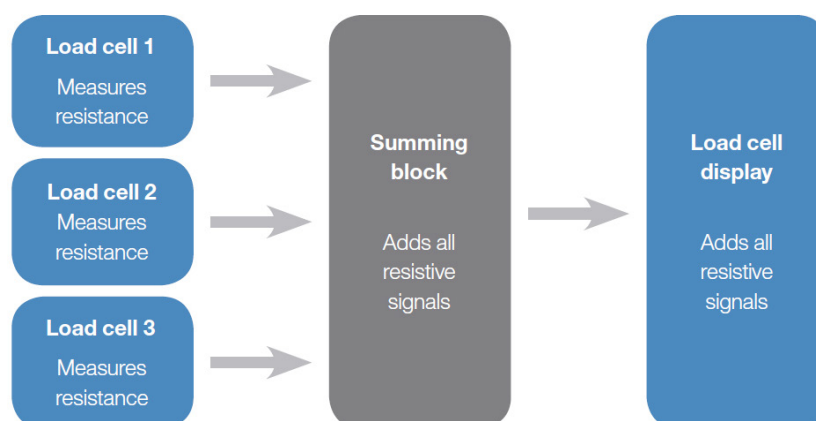 Load cell 1
Measures
resistance
Load cell 2
Measures
resistance
Load cell 3
Measures
resistance
Summing
block
Adds all
resistive
signals
Load cell
display
Adds all
resistive
signals